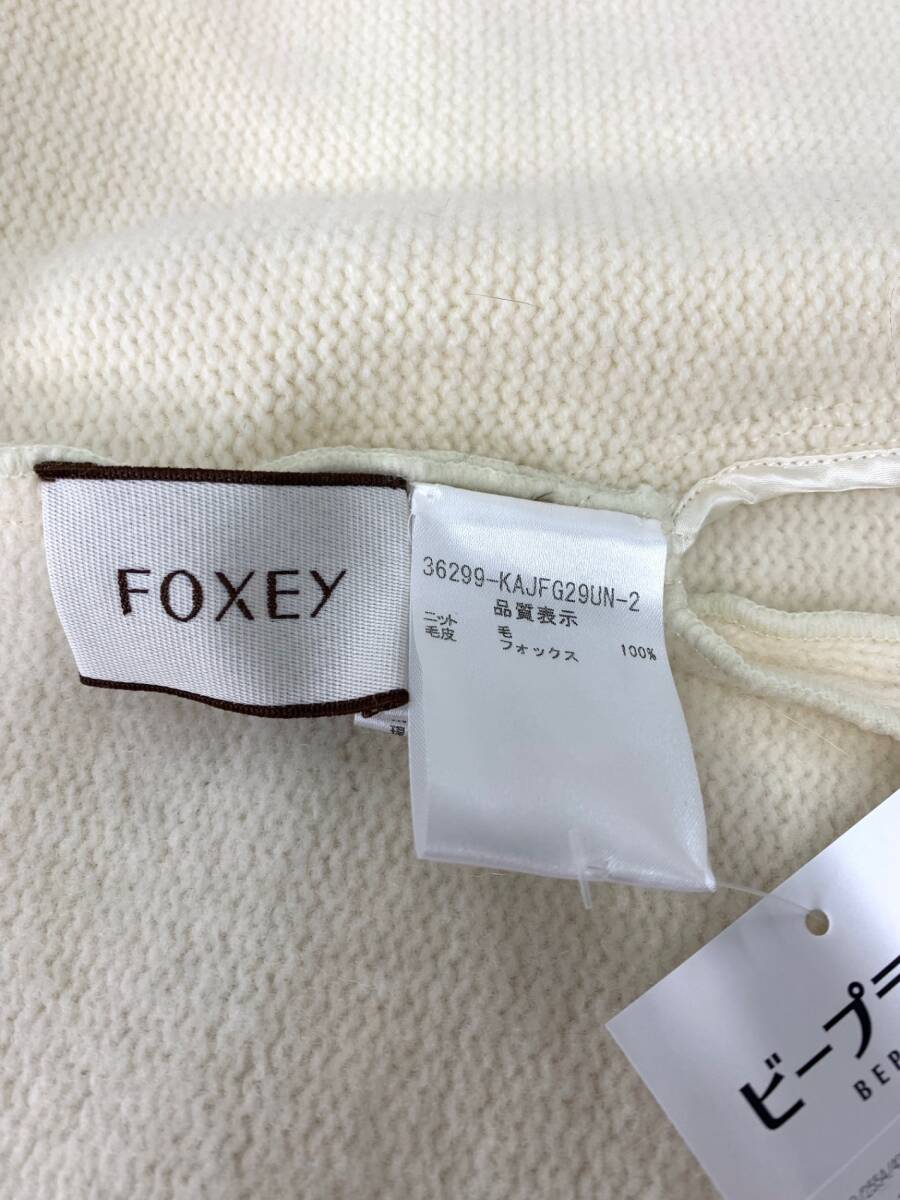 FOXEY
36299-KAJFG29UN-2
品質表示
ニット 毛
毛皮 フォックス 100%
ビープラ
BEP